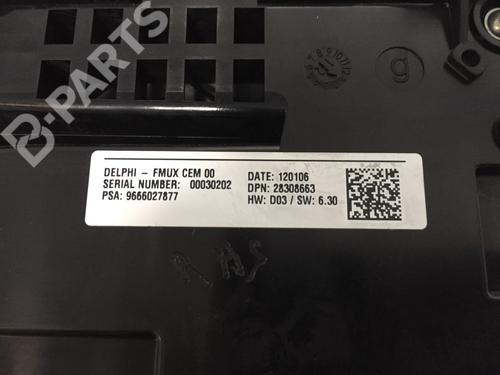 B-PARTS
g
DELPHI - FMUX CEM 00
SERIAL NUMBER: 00030202
PSA: 9666027877
DATE: 120106
DPN: 28308663
HW: D03 / SW: 6.30